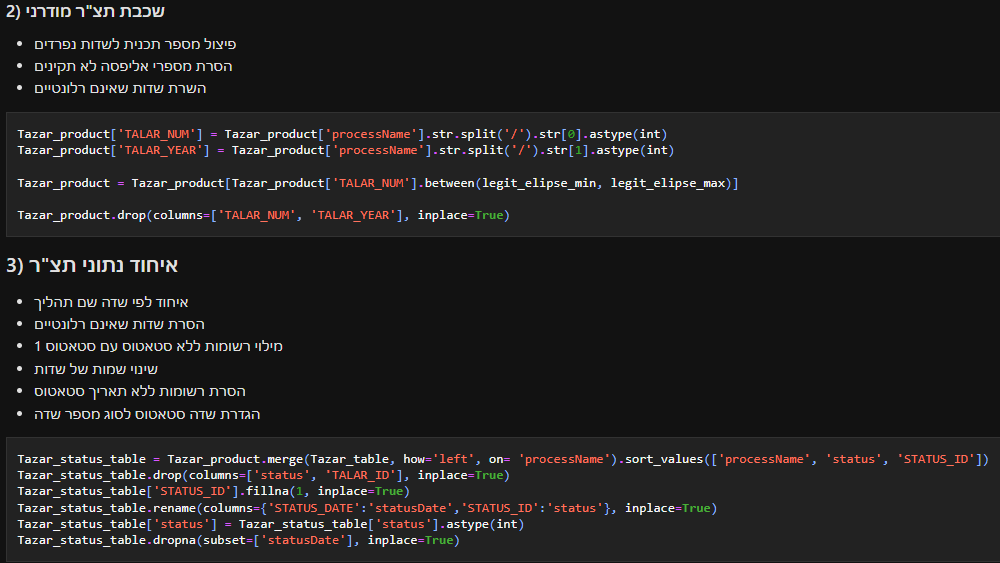 2) שכבת תצ"ר מודרני
• פיצול מספר תכנית לשדות נפרדים
• הסרת מספרי אליפסה לא תקינים
• השרת שדות שאינם רלונטיים
Tazar_product['TALAR_NUM'] = Tazar_product['processName'].str.split('/').str[0].astype(int)
Tazar_product['TALAR_YEAR'] = Tazar_product['processName'].str.split('/').str[1].astype(int)
Tazar_product = Tazar_product[Tazar_product['TALAR_NUM'].between(legit_elipse_min, legit_elipse_max)]
Tazar_product.drop(columns=['TALAR_NUM', 'TALAR_YEAR'], inplace=True)
3) איחוד נתוני תצ"ר
• איחוד לפי שדה שם תהליך
• הסרת שדות שאינם רלונטיים
• מילוי רשומות ללא סטאטוס עם סטאטוס 1
• שינוי שמות של שדות
• הסרת רשומות ללא תאריך סטאטוס
• הגדרת שדה סטאטוס לסוג מספר שדה
Tazar_status_table = Tazar_product.merge(Tazar_table, how='left', on= 'processName').sort_values(['processName', 'status', 'STATUS_ID'])
Tazar_status_table.drop(columns=['status', 'TALAR_ID'], inplace=True)
Tazar_status_table['STATUS_ID'].fillna(1, inplace=True)
Tazar_status_table.rename(columns={'STATUS_DATE':'statusDate','STATUS_ID':'status'}, inplace=True)
Tazar_status_table['status'] = Tazar_status_table['status'].astype(int)
Tazar_status_table.dropna(subset=['statusDate'], inplace=True)